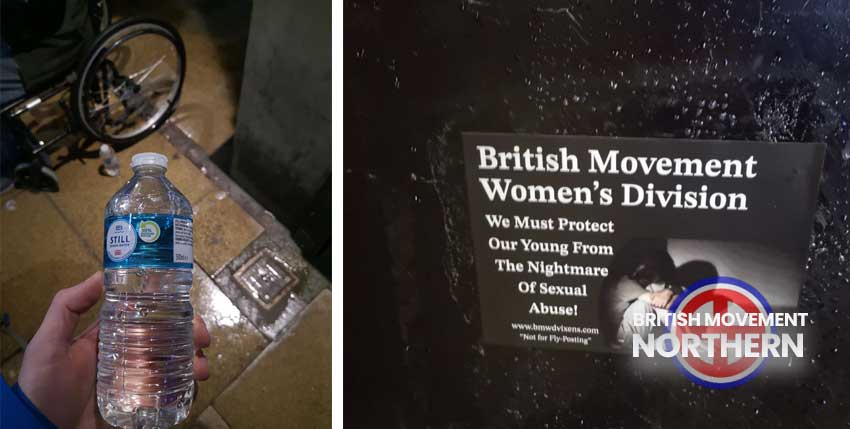 STILL
British Movement
Women's Division
We Must Protect
Our Young From
The Nightmare
Of Sexual
Abuse!
www.bmwdvixens.com
"Not for Fly-Posting"
BRITISH MOVEMENT
NORTHERN